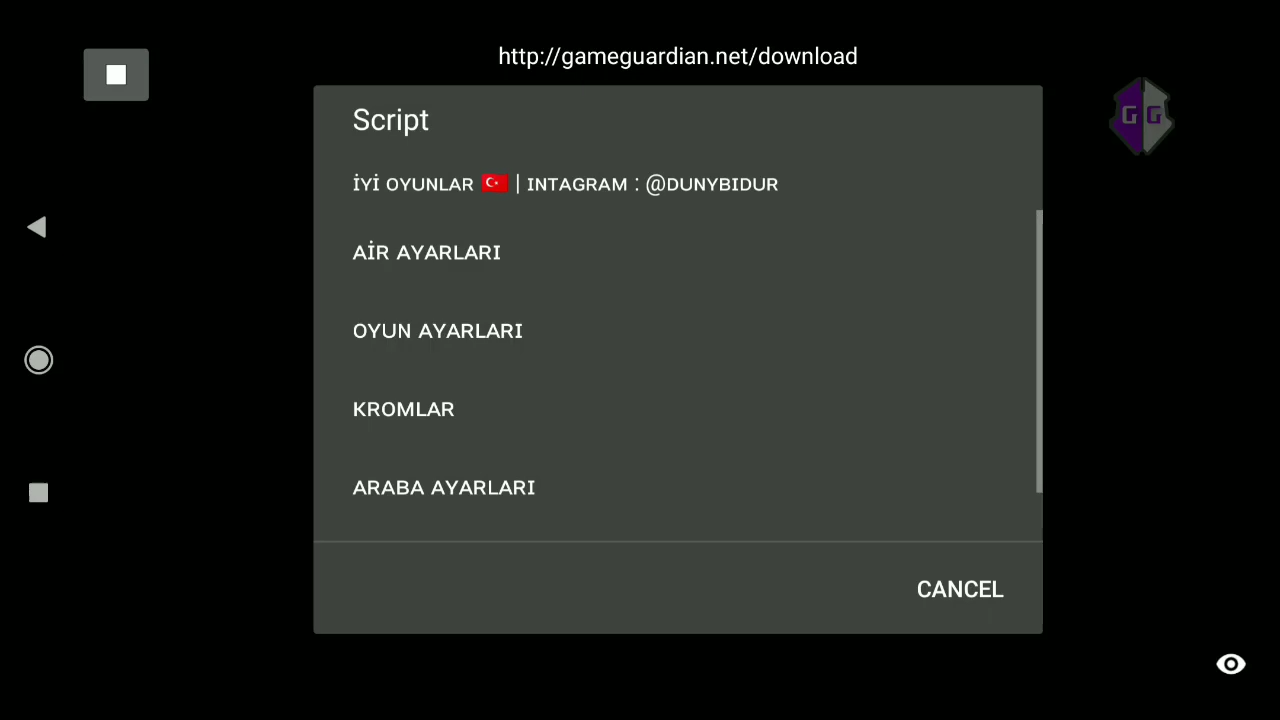 http://gameguardian.net/download
Script
İYİ OYUNLAR 🇹🇷 | INTAGRAM : @DUNYBIDUR
AİR AYARLARI
OYUN AYARLARI
KROMLAR
ARABA AYARLARI
CANCEL
GG